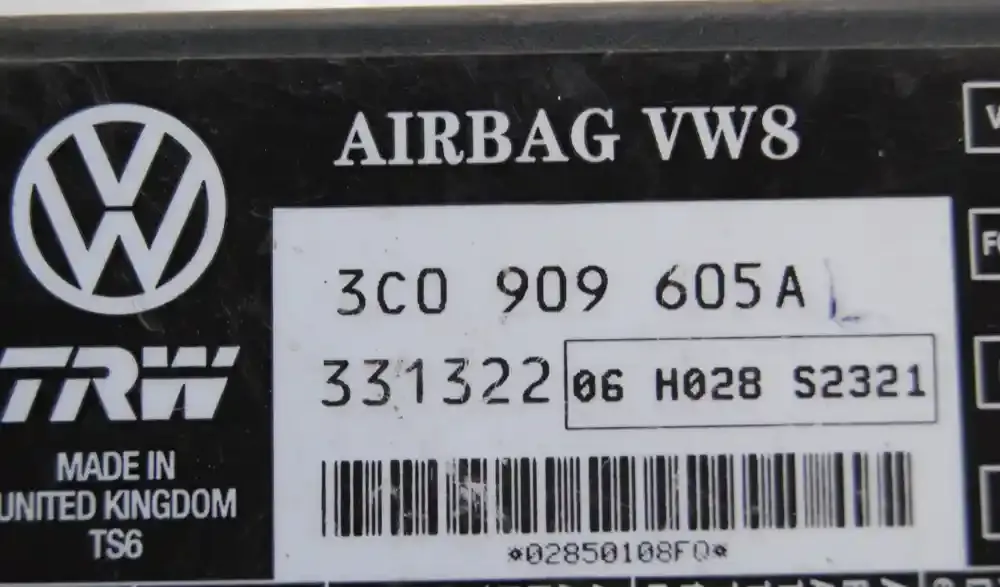 AIRBAG VW8
3C0 909 605A L
331322 06 H028 S2321
*02850108FQ*
TRW
MADE IN
UNITED KINGDOM
TS6